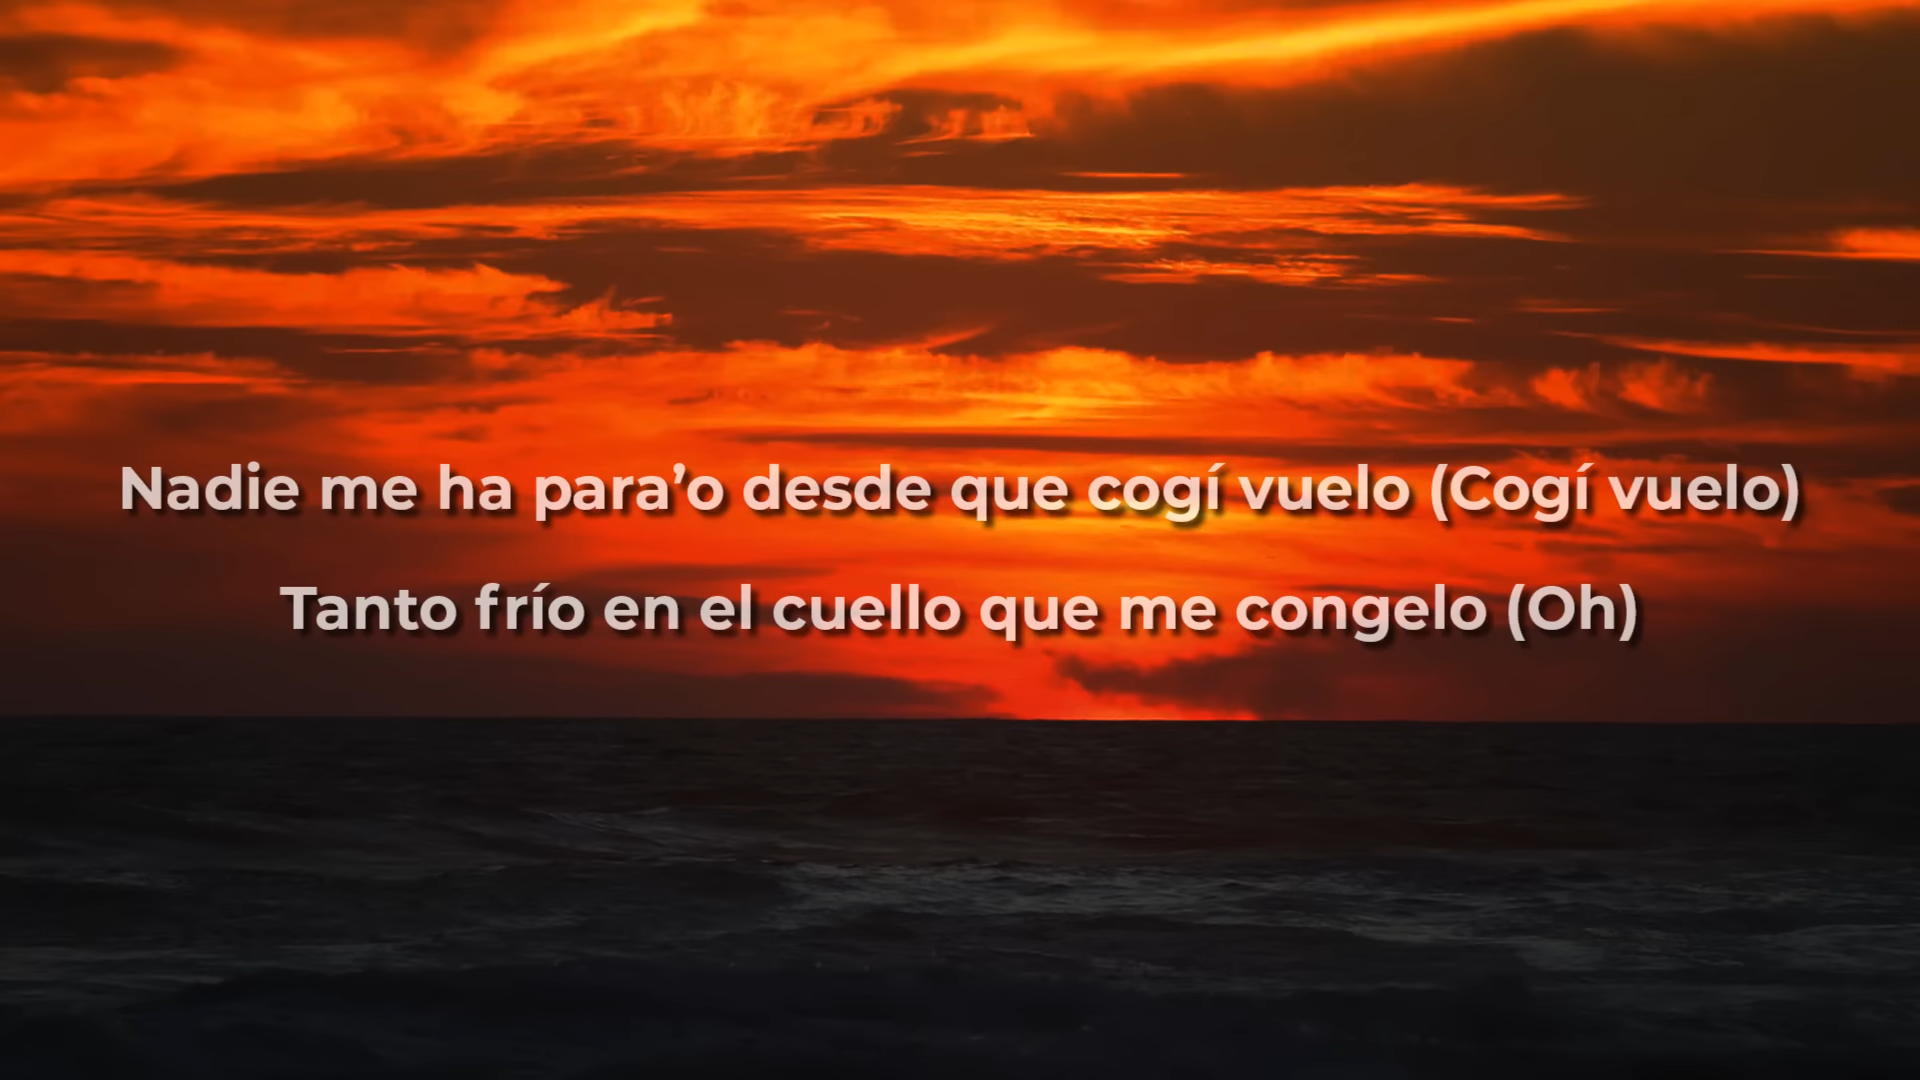 Nadie me ha para’o desde que cogí vuelo (Cogí vuelo)
Tanto frío en el cuello que me congelo (Oh)